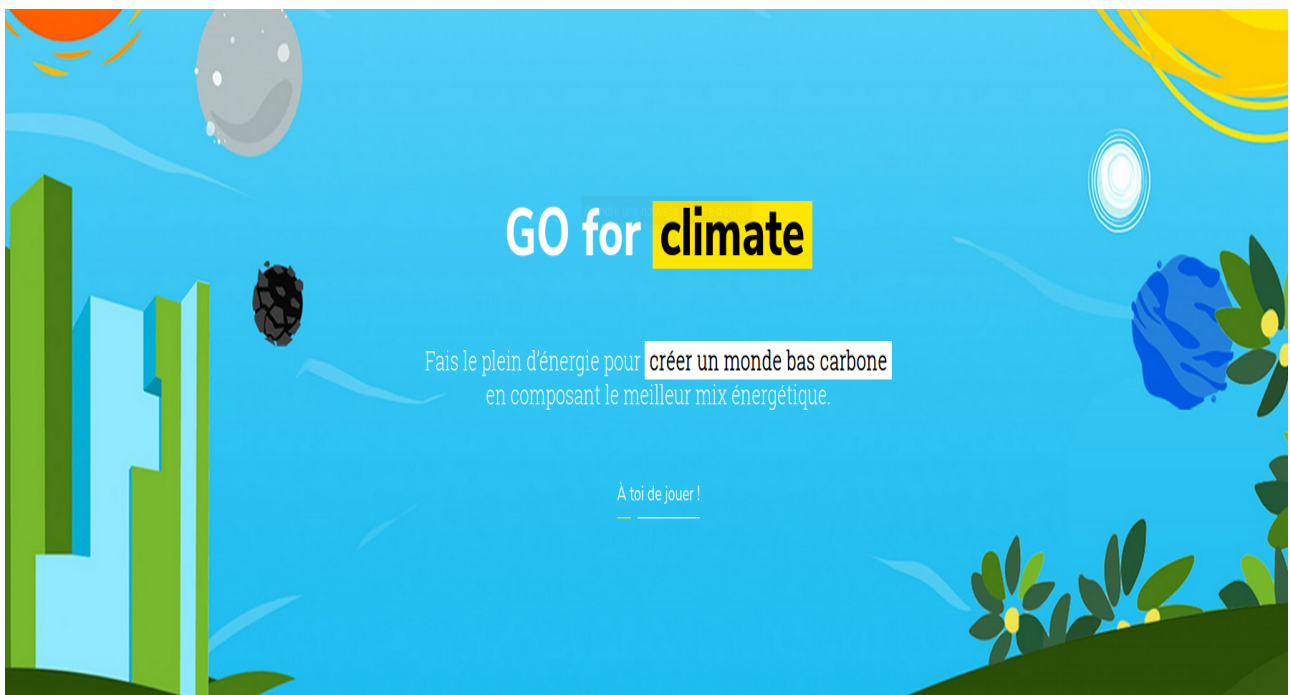 GO for climate
Fais le plein d'énergie pour créer un monde bas carbone
en composant le meilleur mix énergétique.
À toi de jouer !